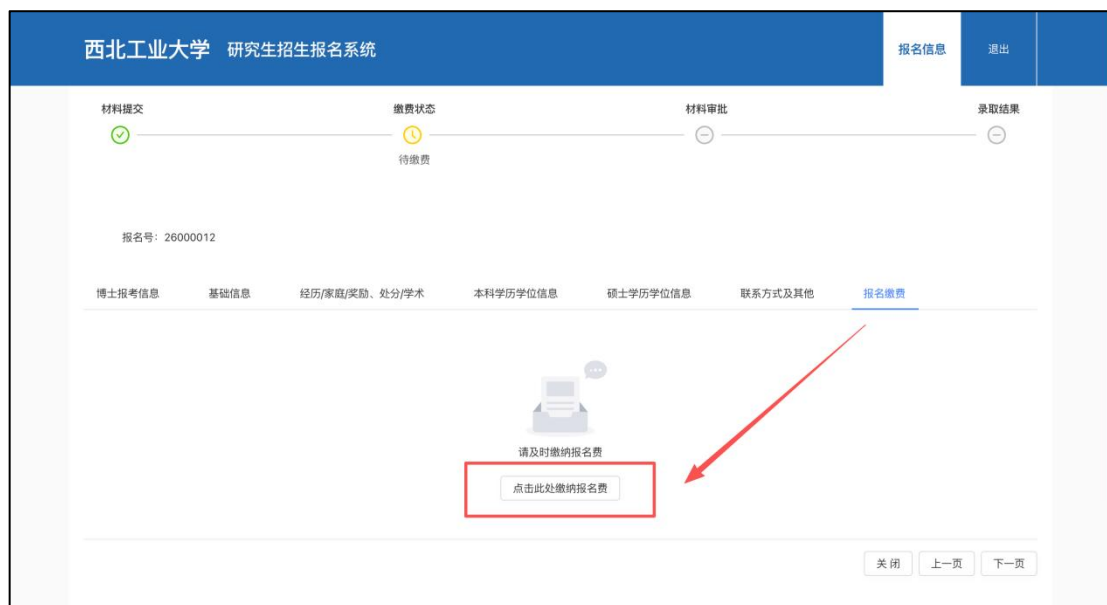 西北工业大学 研究生招生报名系统 报名信息 退出
材料提交 缴费状态 材料审批 录取结果
待缴费
报名号：26000012
博士报考信息 基础信息 经历/家庭/奖励、处分/学术 本科学历学位信息 硕士学历学位信息 联系方式及其他 报名缴费
请及时缴纳报名费
点击此处缴纳报名费
关闭 上一页 下一页